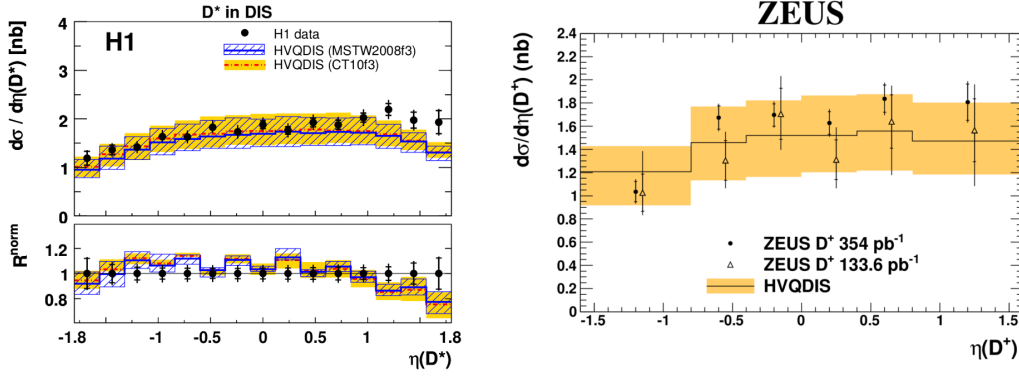 D* in DIS
H1
H1 data
HVQDIS (MSTW2008f3)
HVQDIS (CT10f3)
dσ / dη(D*) [nb]
4
3
2
1
0
0
R^norm
1.2
1.0
0.8
-1.8
-0.9
0
0.9
1.8
η(D*)
ZEUS
dσ/dη(D⁺) (nb)
2.4
2.2
2
1.8
1.6
1.4
1.2
1
0.8
0.6
0.4
0.2
0
ZEUS D⁺ 354 pb⁻¹
ZEUS D⁺ 133.6 pb⁻¹
HVQDIS
-1.5
-1
-0.5
0
0.5
1
1.5
η(D⁺)